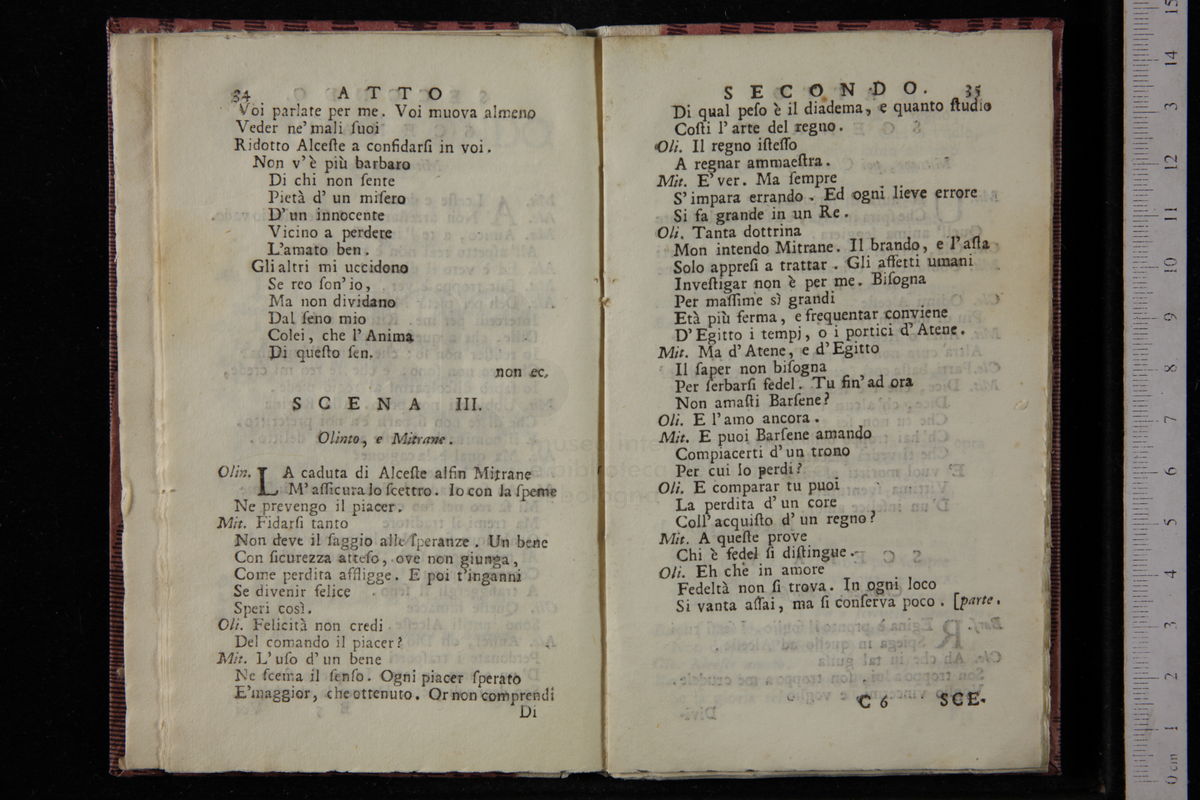 34 ATTO
Voi parlate per me. Voi muova almeno
Veder ne' mali ſuoi
Ridotto Alceſte a confidarſi in voi.
Non v'è più barbaro
Di chi non ſente
Pietà d' un miſero
D' un innocente
Vicino a perdere
L'amato ben.
Gli altri mi uccidono
Se reo ſon' io,
Ma non dividano
Dal ſeno mio
Colei, che l' Anima
Di queſto ſen.
non ec.
SCENA III.
Olinto, e Mitrane.
Olin. LA caduta di Alceſte alfin Mitrane
M' aſſicura lo ſcettro. Io con la ſpeme
Ne prevengo il piacer.
Mit. Fidarſi tanto
Non deve il ſaggio alle ſperanze. Un bene
Con ſicurezza atteſo, ove non giunga,
Come perdita affligge. E poi t'inganni
Se divenir felice
Speri così.
Oli. Felicità non credi
Del comando il piacer?
Mit. L' uſo d' un bene
Ne ſcema il ſenſo. Ogni piacer ſperato
E' maggior, che ottenuto. Or non comprendi
Di
SECONDO. 35
Di qual peſo è il diadema, e quanto ſtudio
Coſti l' arte del regno.
Oli. Il regno iſteſſo
A regnar ammaeſtra.
Mit. E' ver. Ma ſempre
S' impara errando. Ed ogni lieve errore
Si fa grande in un Re.
Oli. Tanta dottrina
Mon intendo Mitrane. Il brando, e l' aſta
Solo appreſi a trattar. Gli affetti umani
Inveſtigar non è per me. Biſogna
Per maſſime sì grandi
Età più ferma, e frequentar conviene
D' Egitto i tempj, o i portici d' Atene.
Mit. Ma d' Atene, e d' Egitto
Il ſaper non biſogna
Per ſerbarſi fedel. Tu ſin' ad ora
Non amaſti Barſene?
Oli. E l' amo ancora.
Mit. E puoi Barſene amando
Compiacerti d' un trono
Per cui lo perdi?
Oli. E comparar tu puoi
La perdita d' un core
Coll' acquiſto d' un regno?
Mit. A queſte prove
Chi è fedel ſi diſtingue.
Oli. Eh che in amore
Fedeltà non ſi trova. In ogni loco
Si vanta aſſai, ma ſi conſerva poco. [parte.
C 6 SCE-